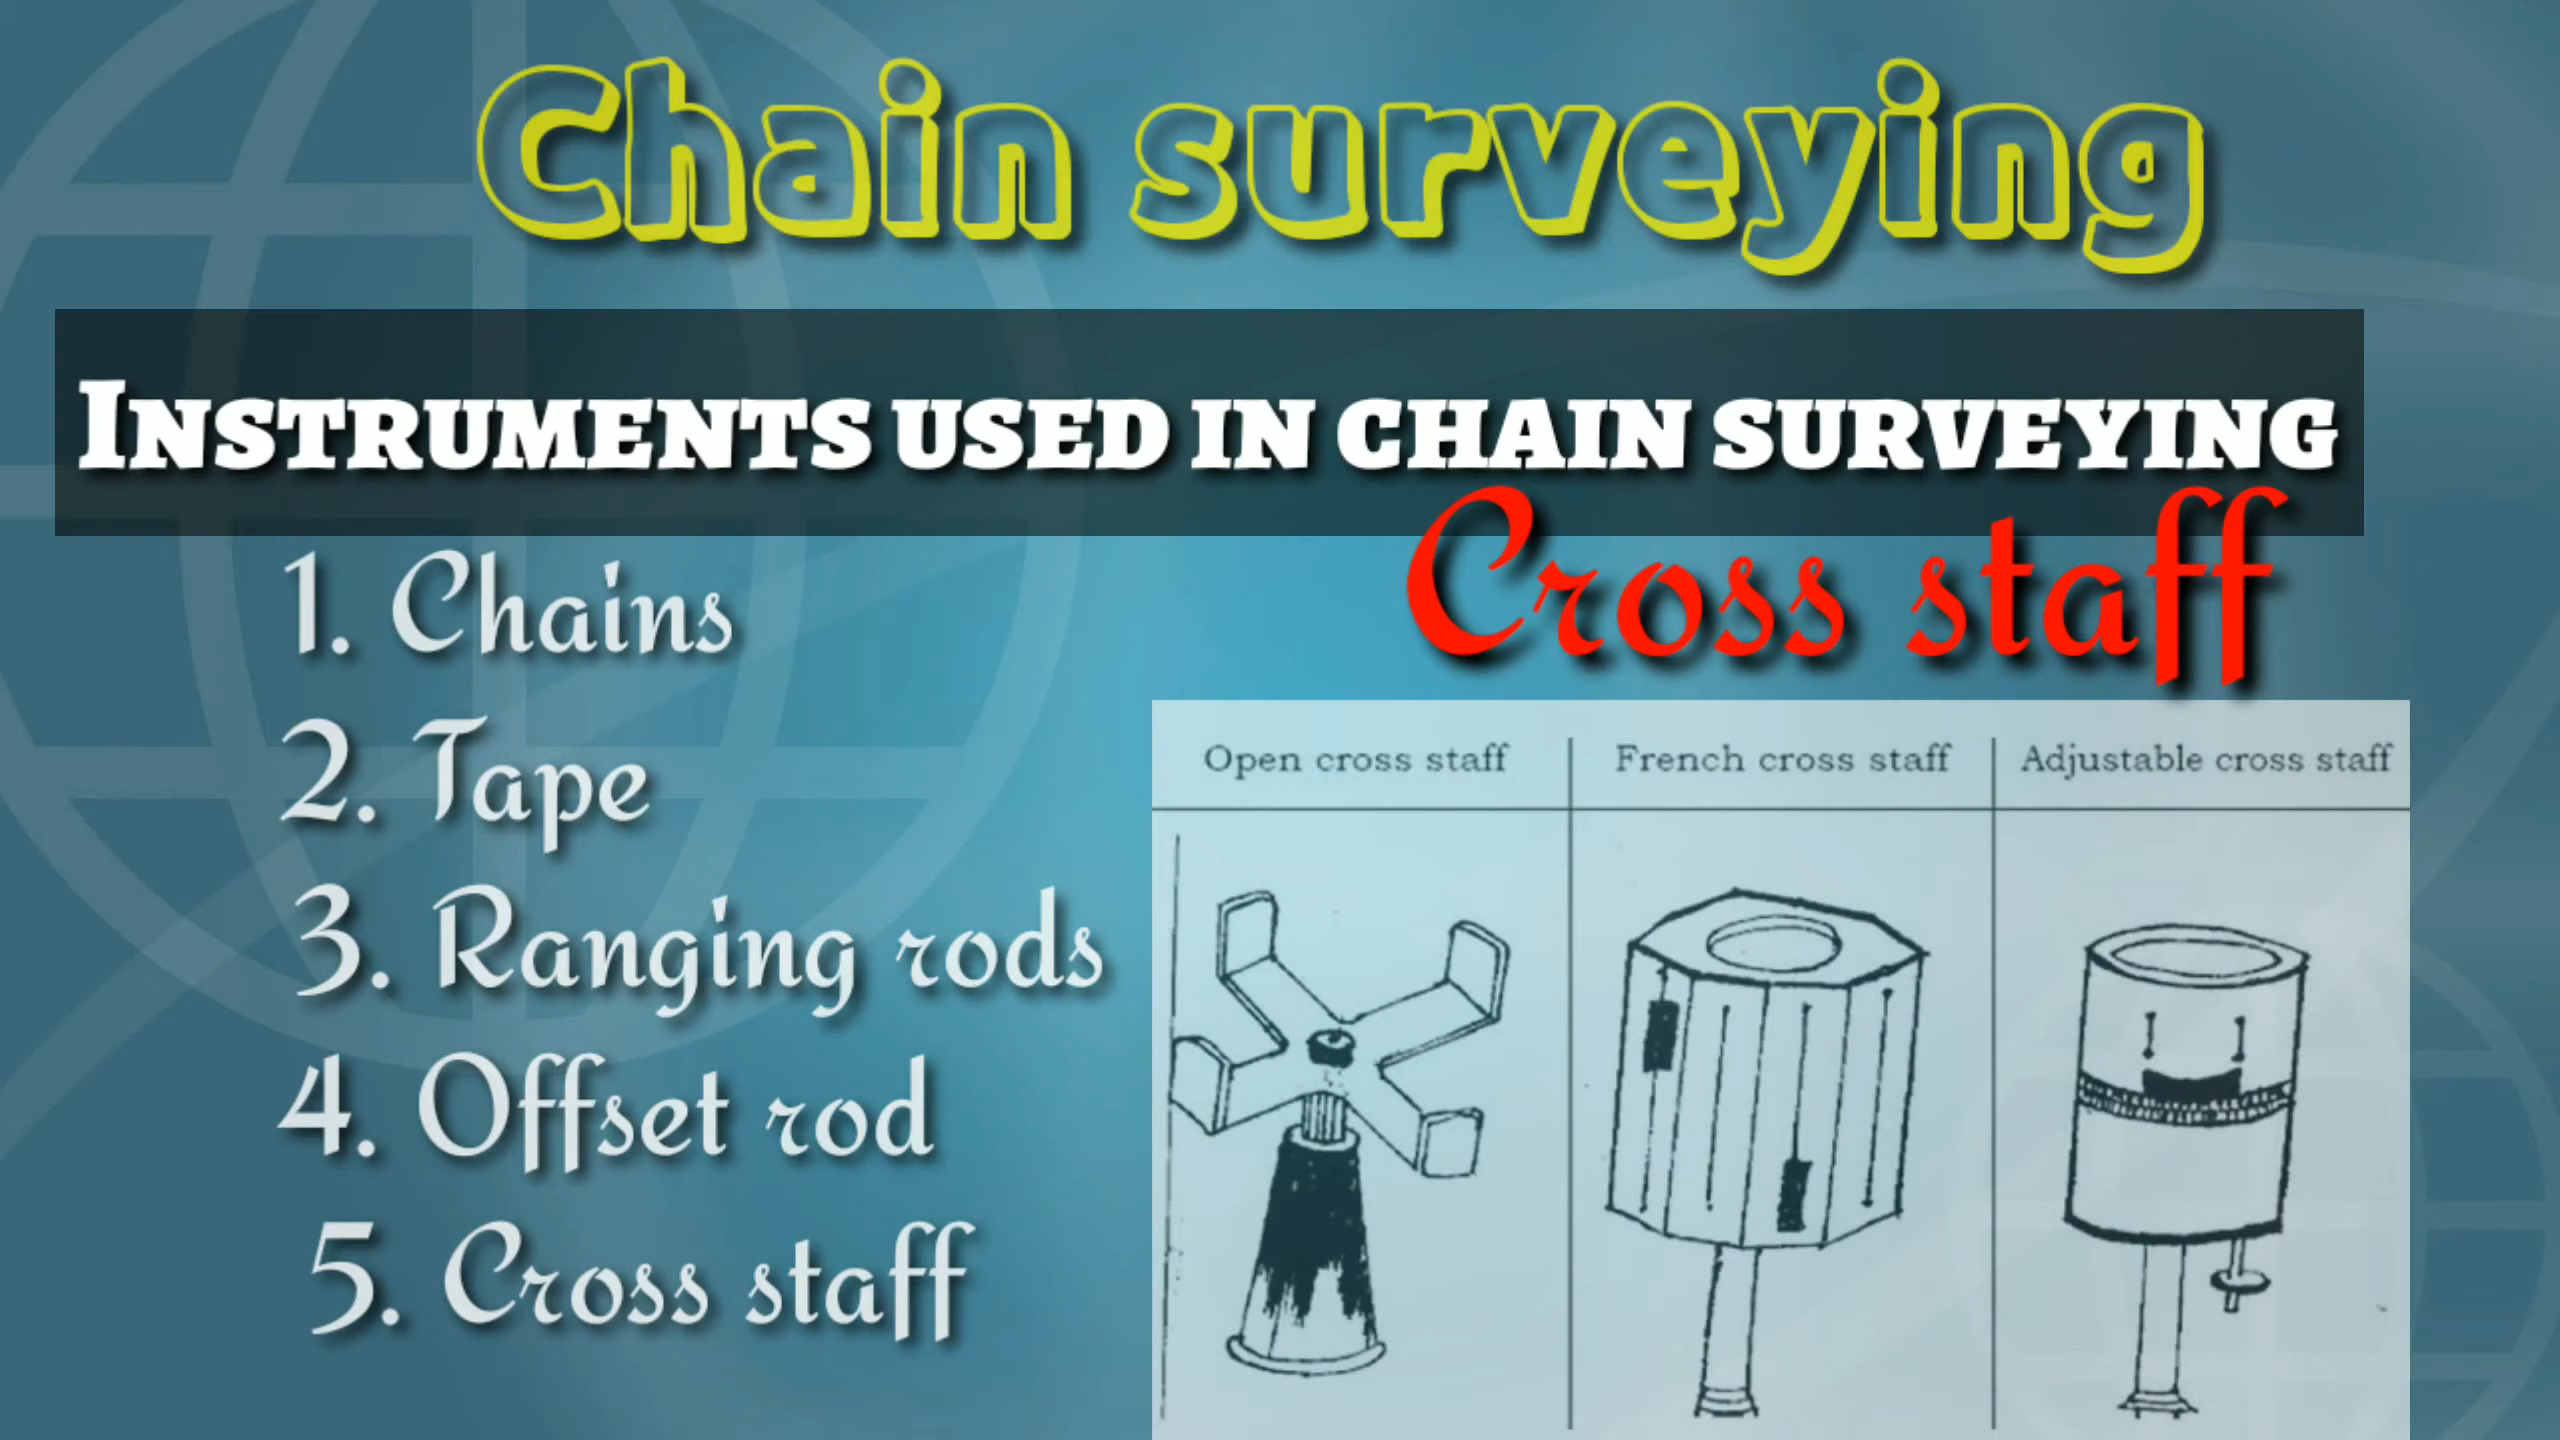 Chain surveying
INSTRUMENTS USED IN CHAIN SURVEYING
Cross staff
1. Chains
2. Tape
3. Ranging rods
4. Offset rod
5. Cross staff
Open cross staff
French cross staff
Adjustable cross staff